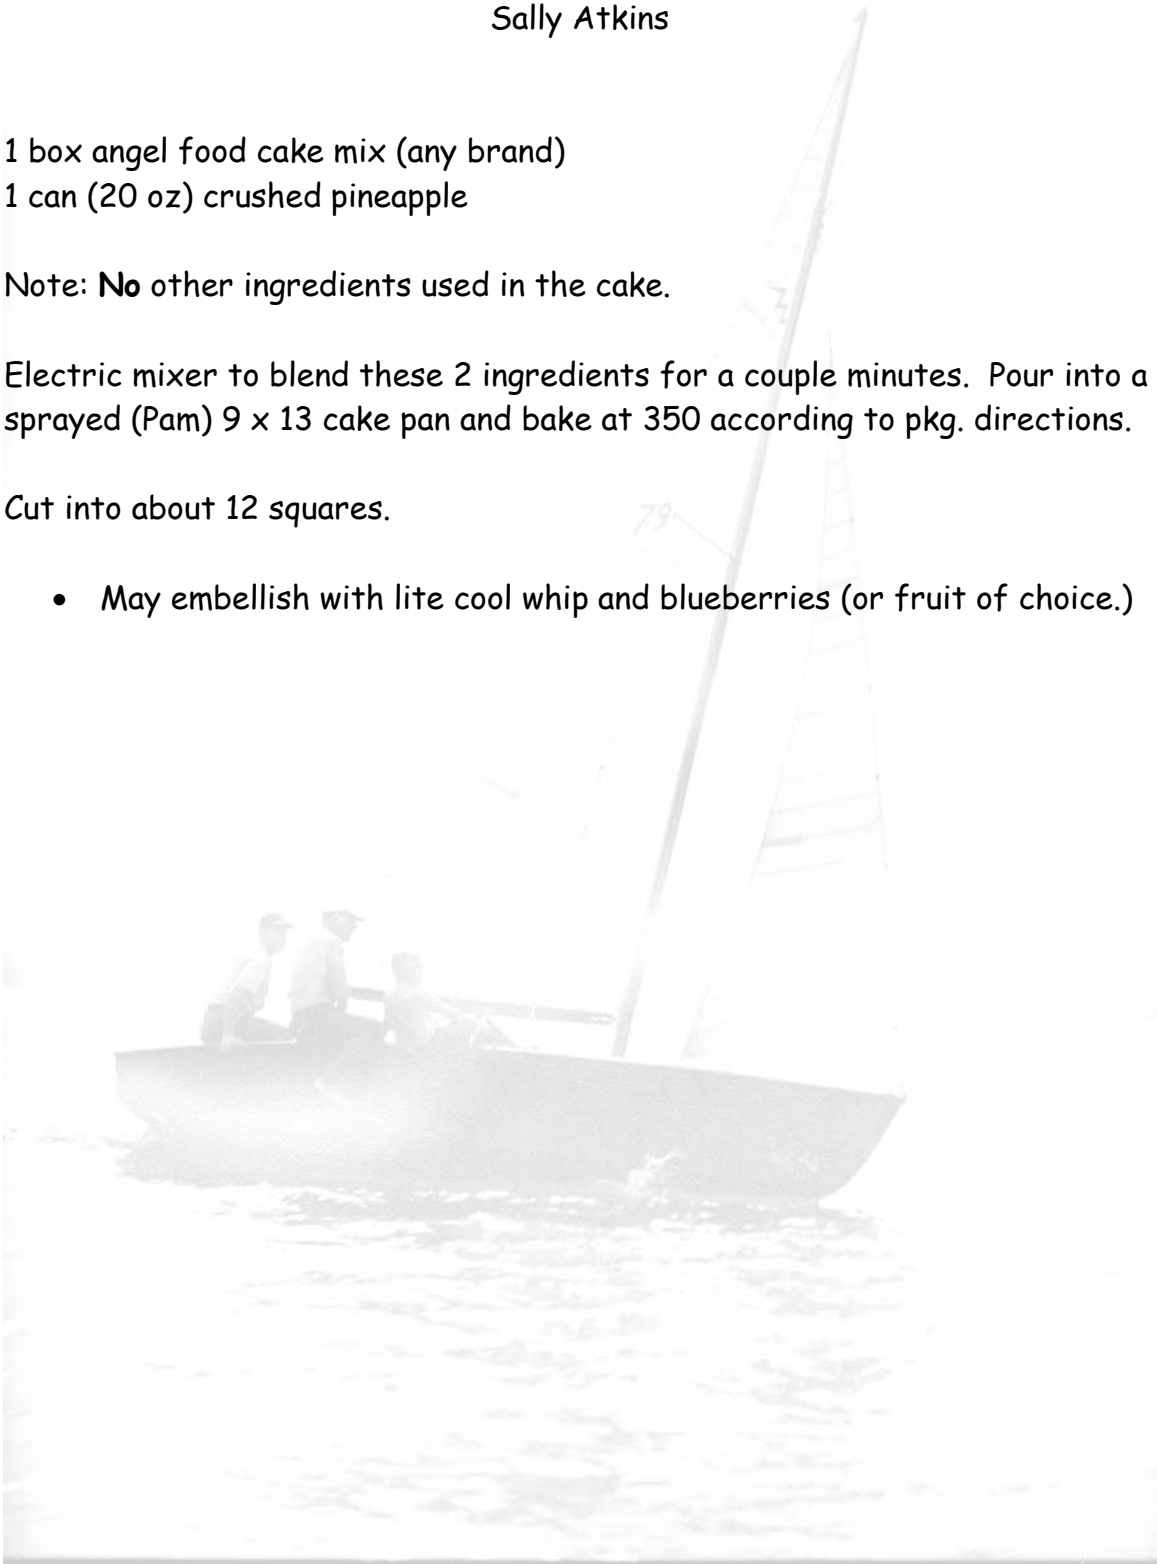 Sally Atkins
1 box angel food cake mix (any brand)
1 can (20 oz) crushed pineapple
Note: No other ingredients used in the cake.
Electric mixer to blend these 2 ingredients for a couple minutes.  Pour into a
sprayed (Pam) 9 x 13 cake pan and bake at 350 according to pkg. directions.
Cut into about 12 squares.
79
• May embellish with lite cool whip and blueberries (or fruit of choice.)